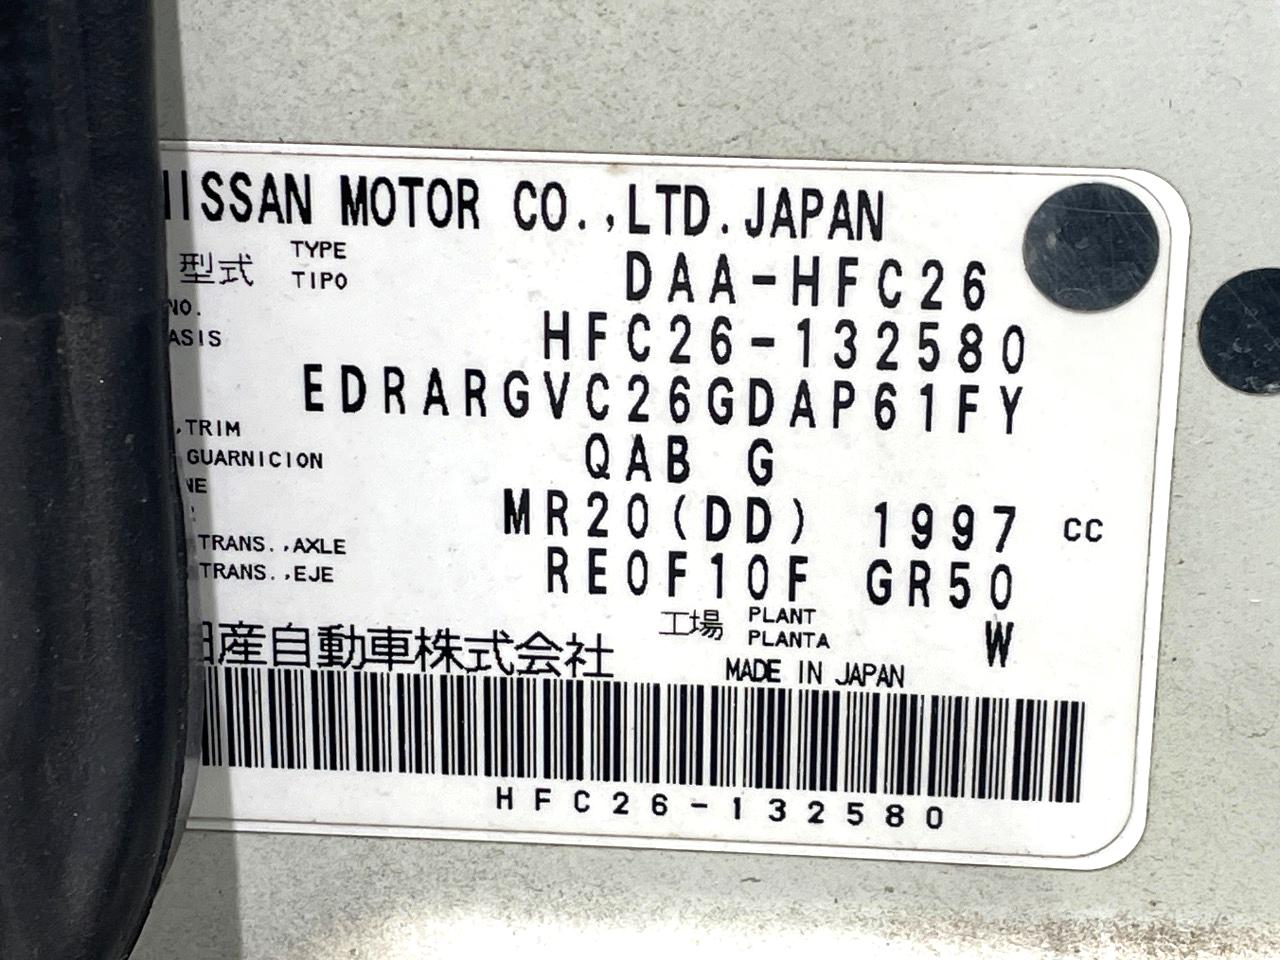 NISSAN MOTOR CO.,LTD.JAPAN
型式 TYPE
TIPO
DAA-HFC26
NO.
ASIS
HFC26-132580
EDRARGVC26GDAP61FY
,TRIM
GUARNICION
QAB G
NE
MR20(DD) 1997 CC
TRANS.,AXLE
TRANS.,EJE
RE0F10F GR50
工場 PLANT
PLANTA
W
日産自動車株式会社
MADE IN JAPAN
HFC26-132580